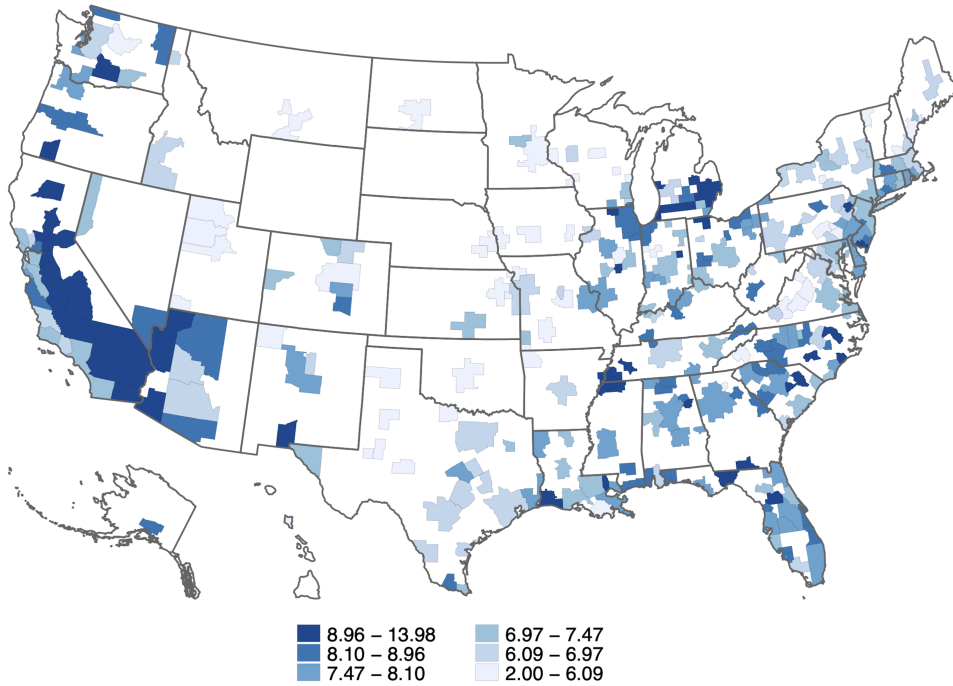 8.96 – 13.98 6.97 – 7.47
8.10 – 8.96 6.09 – 6.97
7.47 – 8.10 2.00 – 6.09